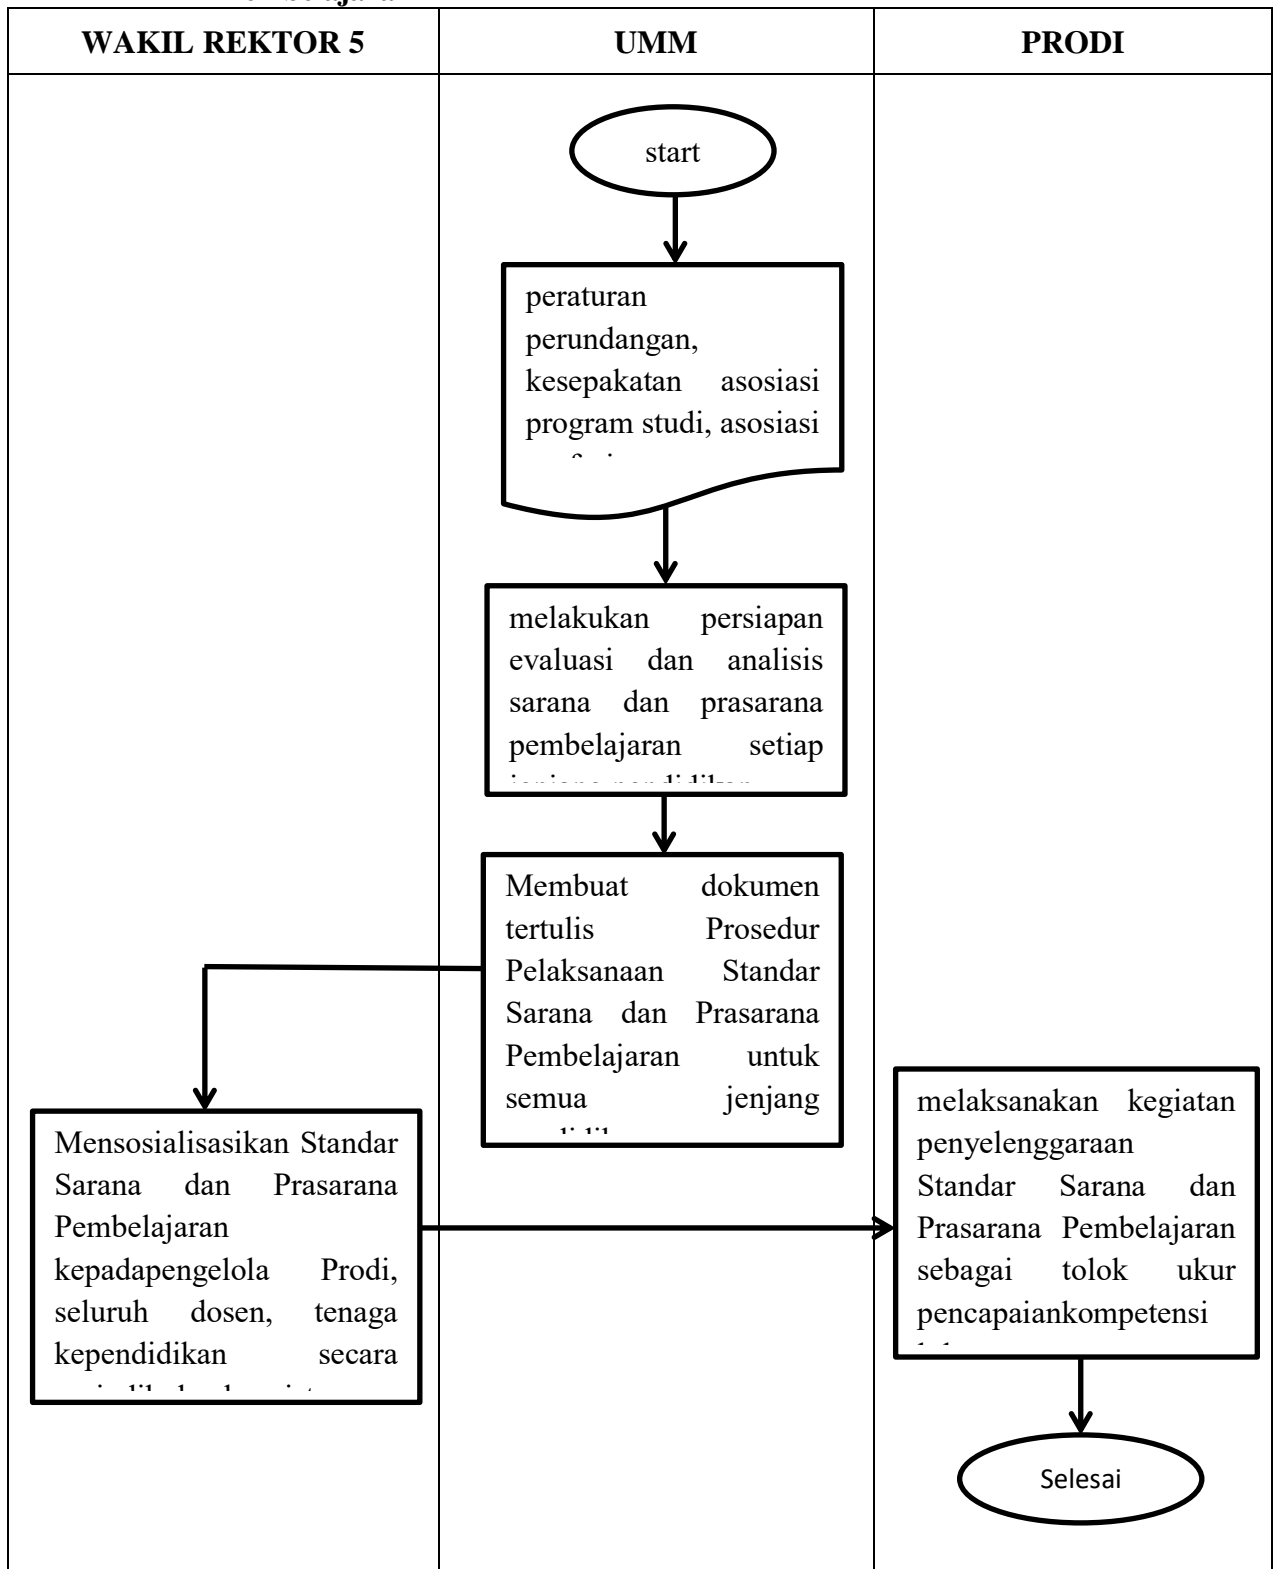 WAKIL REKTOR 5
UMM
PRODI
start
peraturan
perundangan,
kesepakatan asosiasi
program studi, asosiasi
melakukan persiapan
evaluasi dan analisis
sarana dan prasarana
pembelajaran setiap
Membuat dokumen
tertulis Prosedur
Pelaksanaan Standar
Sarana dan Prasarana
Pembelajaran untuk
semua jenjang
Mensosialisasikan Standar
Sarana dan Prasarana
Pembelajaran
kepadapengelola Prodi,
seluruh dosen, tenaga
kependidikan secara
melaksanakan kegiatan
penyelenggaraan
Standar Sarana dan
Prasarana Pembelajaran
sebagai tolok ukur
pencapaiankompetensi
Selesai